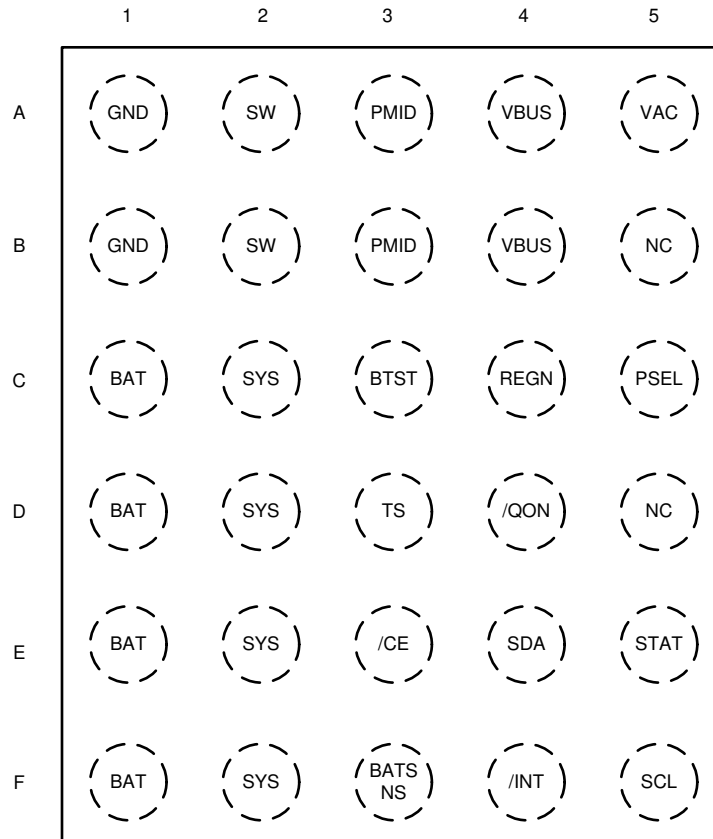 1 2 3 4 5
A GND SW PMID VBUS VAC
B GND SW PMID VBUS NC
C BAT SYS BTST REGN PSEL
D BAT SYS TS /QON NC
E BAT SYS /CE SDA STAT
F BAT SYS BATS NS /INT SCL